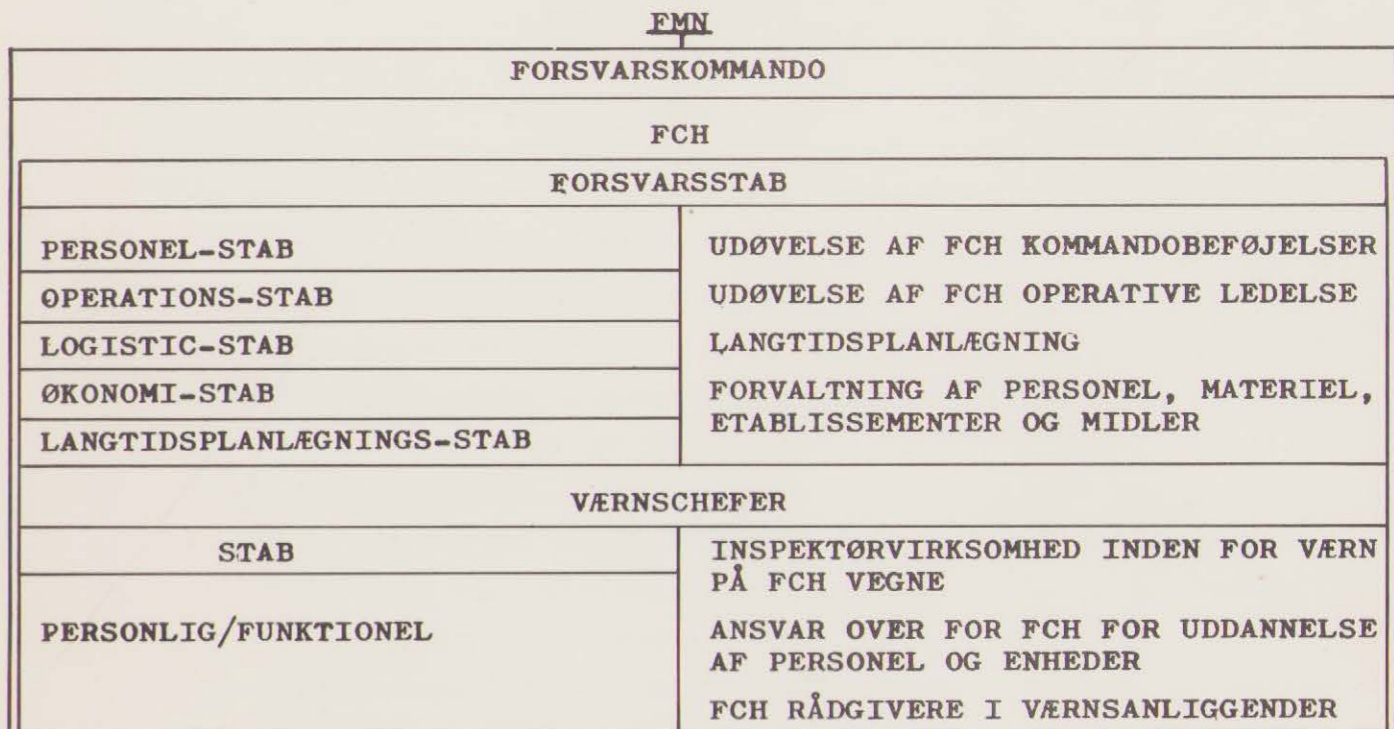 FMN
FORSVARSKOMMANDO
FCH
FORSVARSSTAB
PERSONEL-STAB
OPERATIONS-STAB
LOGISTIC-STAB
ØKONOMI-STAB
LANGTIDSPLANLÆGNINGS-STAB
UDØVELSE AF FCH KOMMANDOBEFØJELSER
UDØVELSE AF FCH OPERATIVE LEDELSE
LANGTIDSPLANLÆGNING
FORVALTNING AF PERSONEL, MATERIEL,
ETABLISSEMENTER OG MIDLER
VÆRNSCHEFER
STAB
PERSONLIG/FUNKTIONEL
INSPEKTØRVIRKSOMHED INDEN FOR VÆRN
PÅ FCH VEGNE
ANSVAR OVER FOR FCH FOR UDDANNELSE
AF PERSONEL OG ENHEDER
FCH RÅDGIVERE I VÆRNSANLIGGENDER